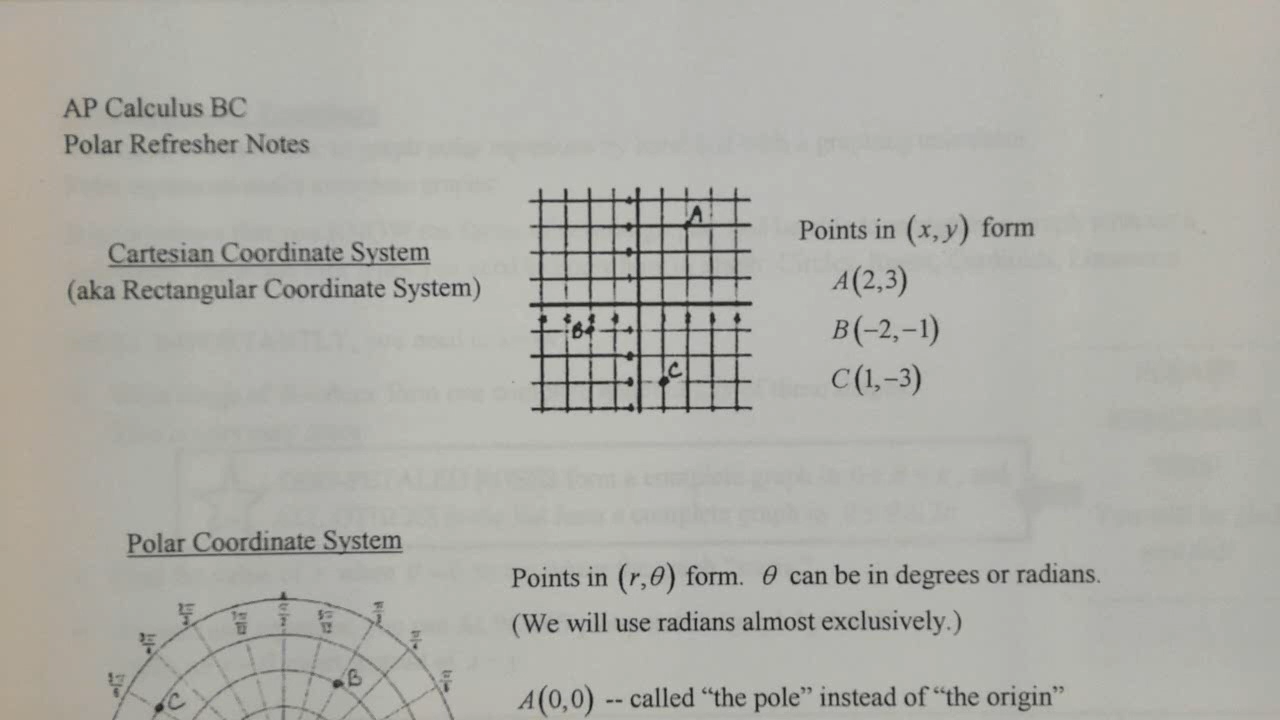 AP Calculus BC
Polar Refresher Notes
Cartesian Coordinate System
(aka Rectangular Coordinate System)
A
B
C
Points in (x, y) form
A(2,3)
B(−2,−1)
C(1,−3)
Polar Coordinate System
Points in (r, θ) form. θ can be in degrees or radians.
(We will use radians almost exclusively.)
B
C
A(0,0) -- called “the pole” instead of “the origin”